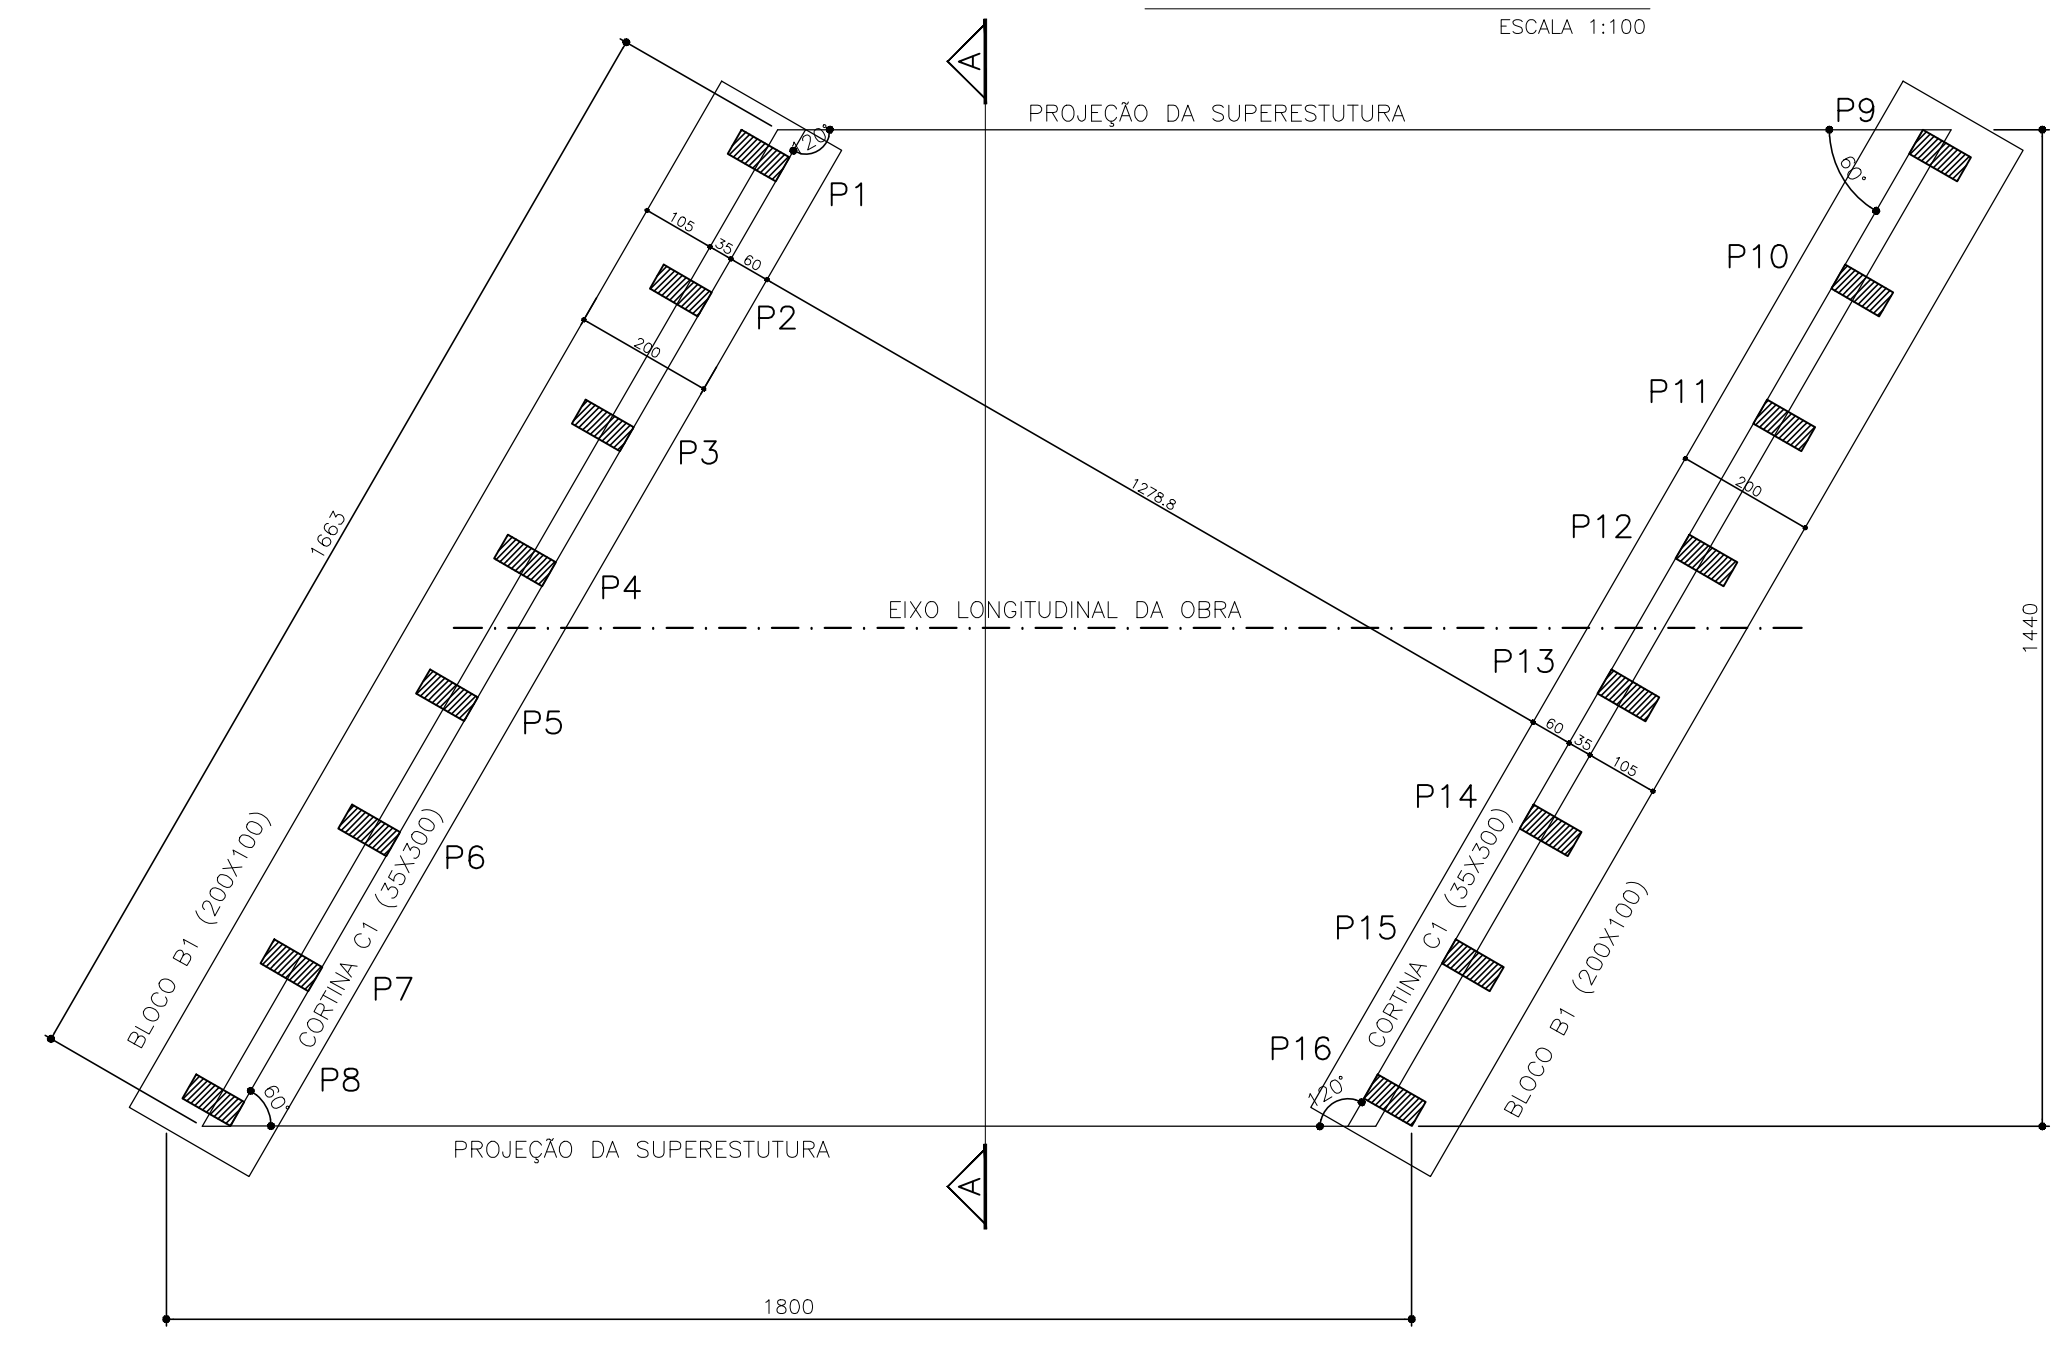 ESCALA 1:100
A
PROJEÇÃO DA SUPERESTUTURA
P9
120°
60°
P1
105
35
60
P10
P2
200
P3
P11
200
1278.8
1663
P12
P4
EIXO LONGITUDINAL DA OBRA
1440
P13
P5
60
35
105
P14
P6
BLOCO B1 (200X100)
CORTINA C1 (35X300)
CORTINA C1 (35X300)
BLOCO B1 (200X100)
P15
P7
P16
P8
120°
60°
PROJEÇÃO DA SUPERESTUTURA
A
1800